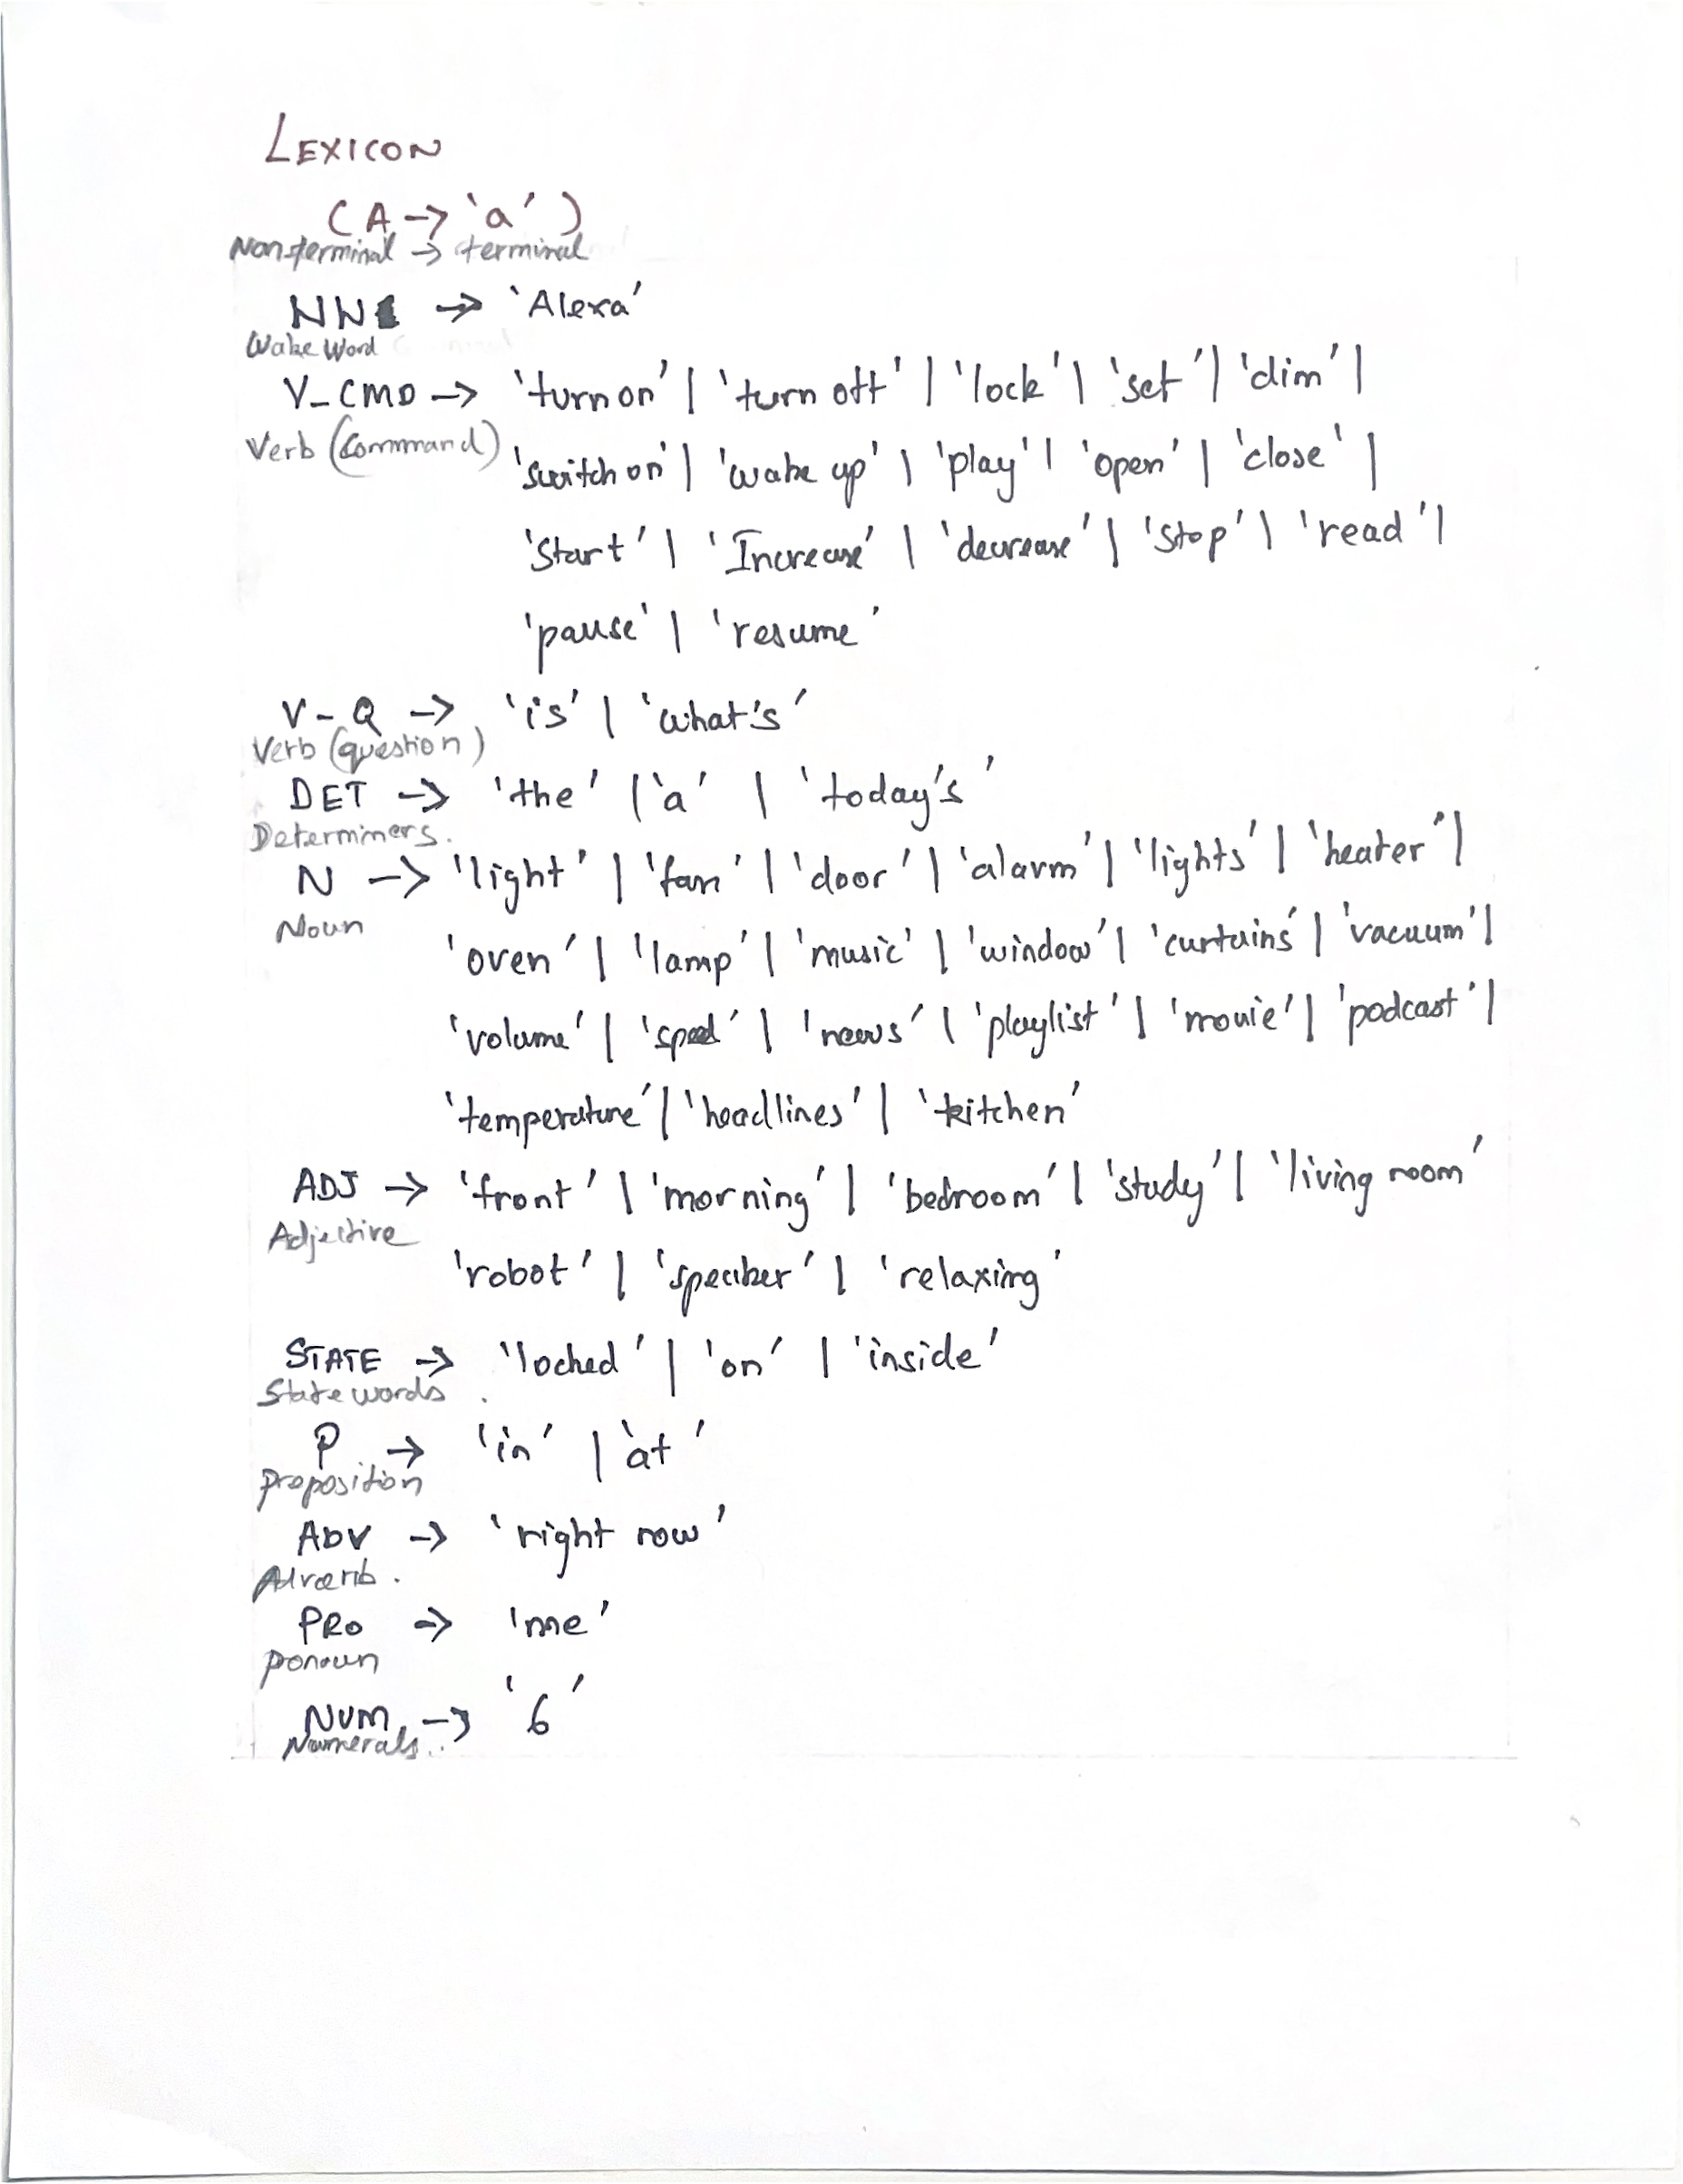 LEXICON
(A → 'a')
Nonterminal → terminal
NN → 'Alexa'
Wake Word
V_CMD → 'turn on' | 'turn off' | 'lock' | 'set' | 'dim' |
Verb (Command) 'switch on' | 'wake up' | 'play' | 'open' | 'close' |
'Start' | 'Increase' | 'decrease' | 'stop' | 'read' |
'pause' | 'resume'
V-Q → 'is' | 'what's'
Verb (question)
DET → 'the' | 'a' | 'today's'
Determiners.
N → 'light' | 'fan' | 'door' | 'alarm' | 'lights' | 'heater' |
Noun
'oven' | 'lamp' | 'music' | 'window' | 'curtains' | 'vacuum' |
'volume' | 'speed' | 'news' | 'playlist' | 'movie' | 'podcast' |
'temperature' | 'headlines' | 'kitchen'
ADJ → 'front' | 'morning' | 'bedroom' | 'study' | 'living room'
Adjective
'robot' | 'speaker' | 'relaxing'
STATE → 'locked' | 'on' | 'inside'
State words.
P → 'in' | 'at'
Preposition
ADV → 'right now'
Adverb.
PRO → 'me'
Ponoun
NUM → '6'
Numerals.